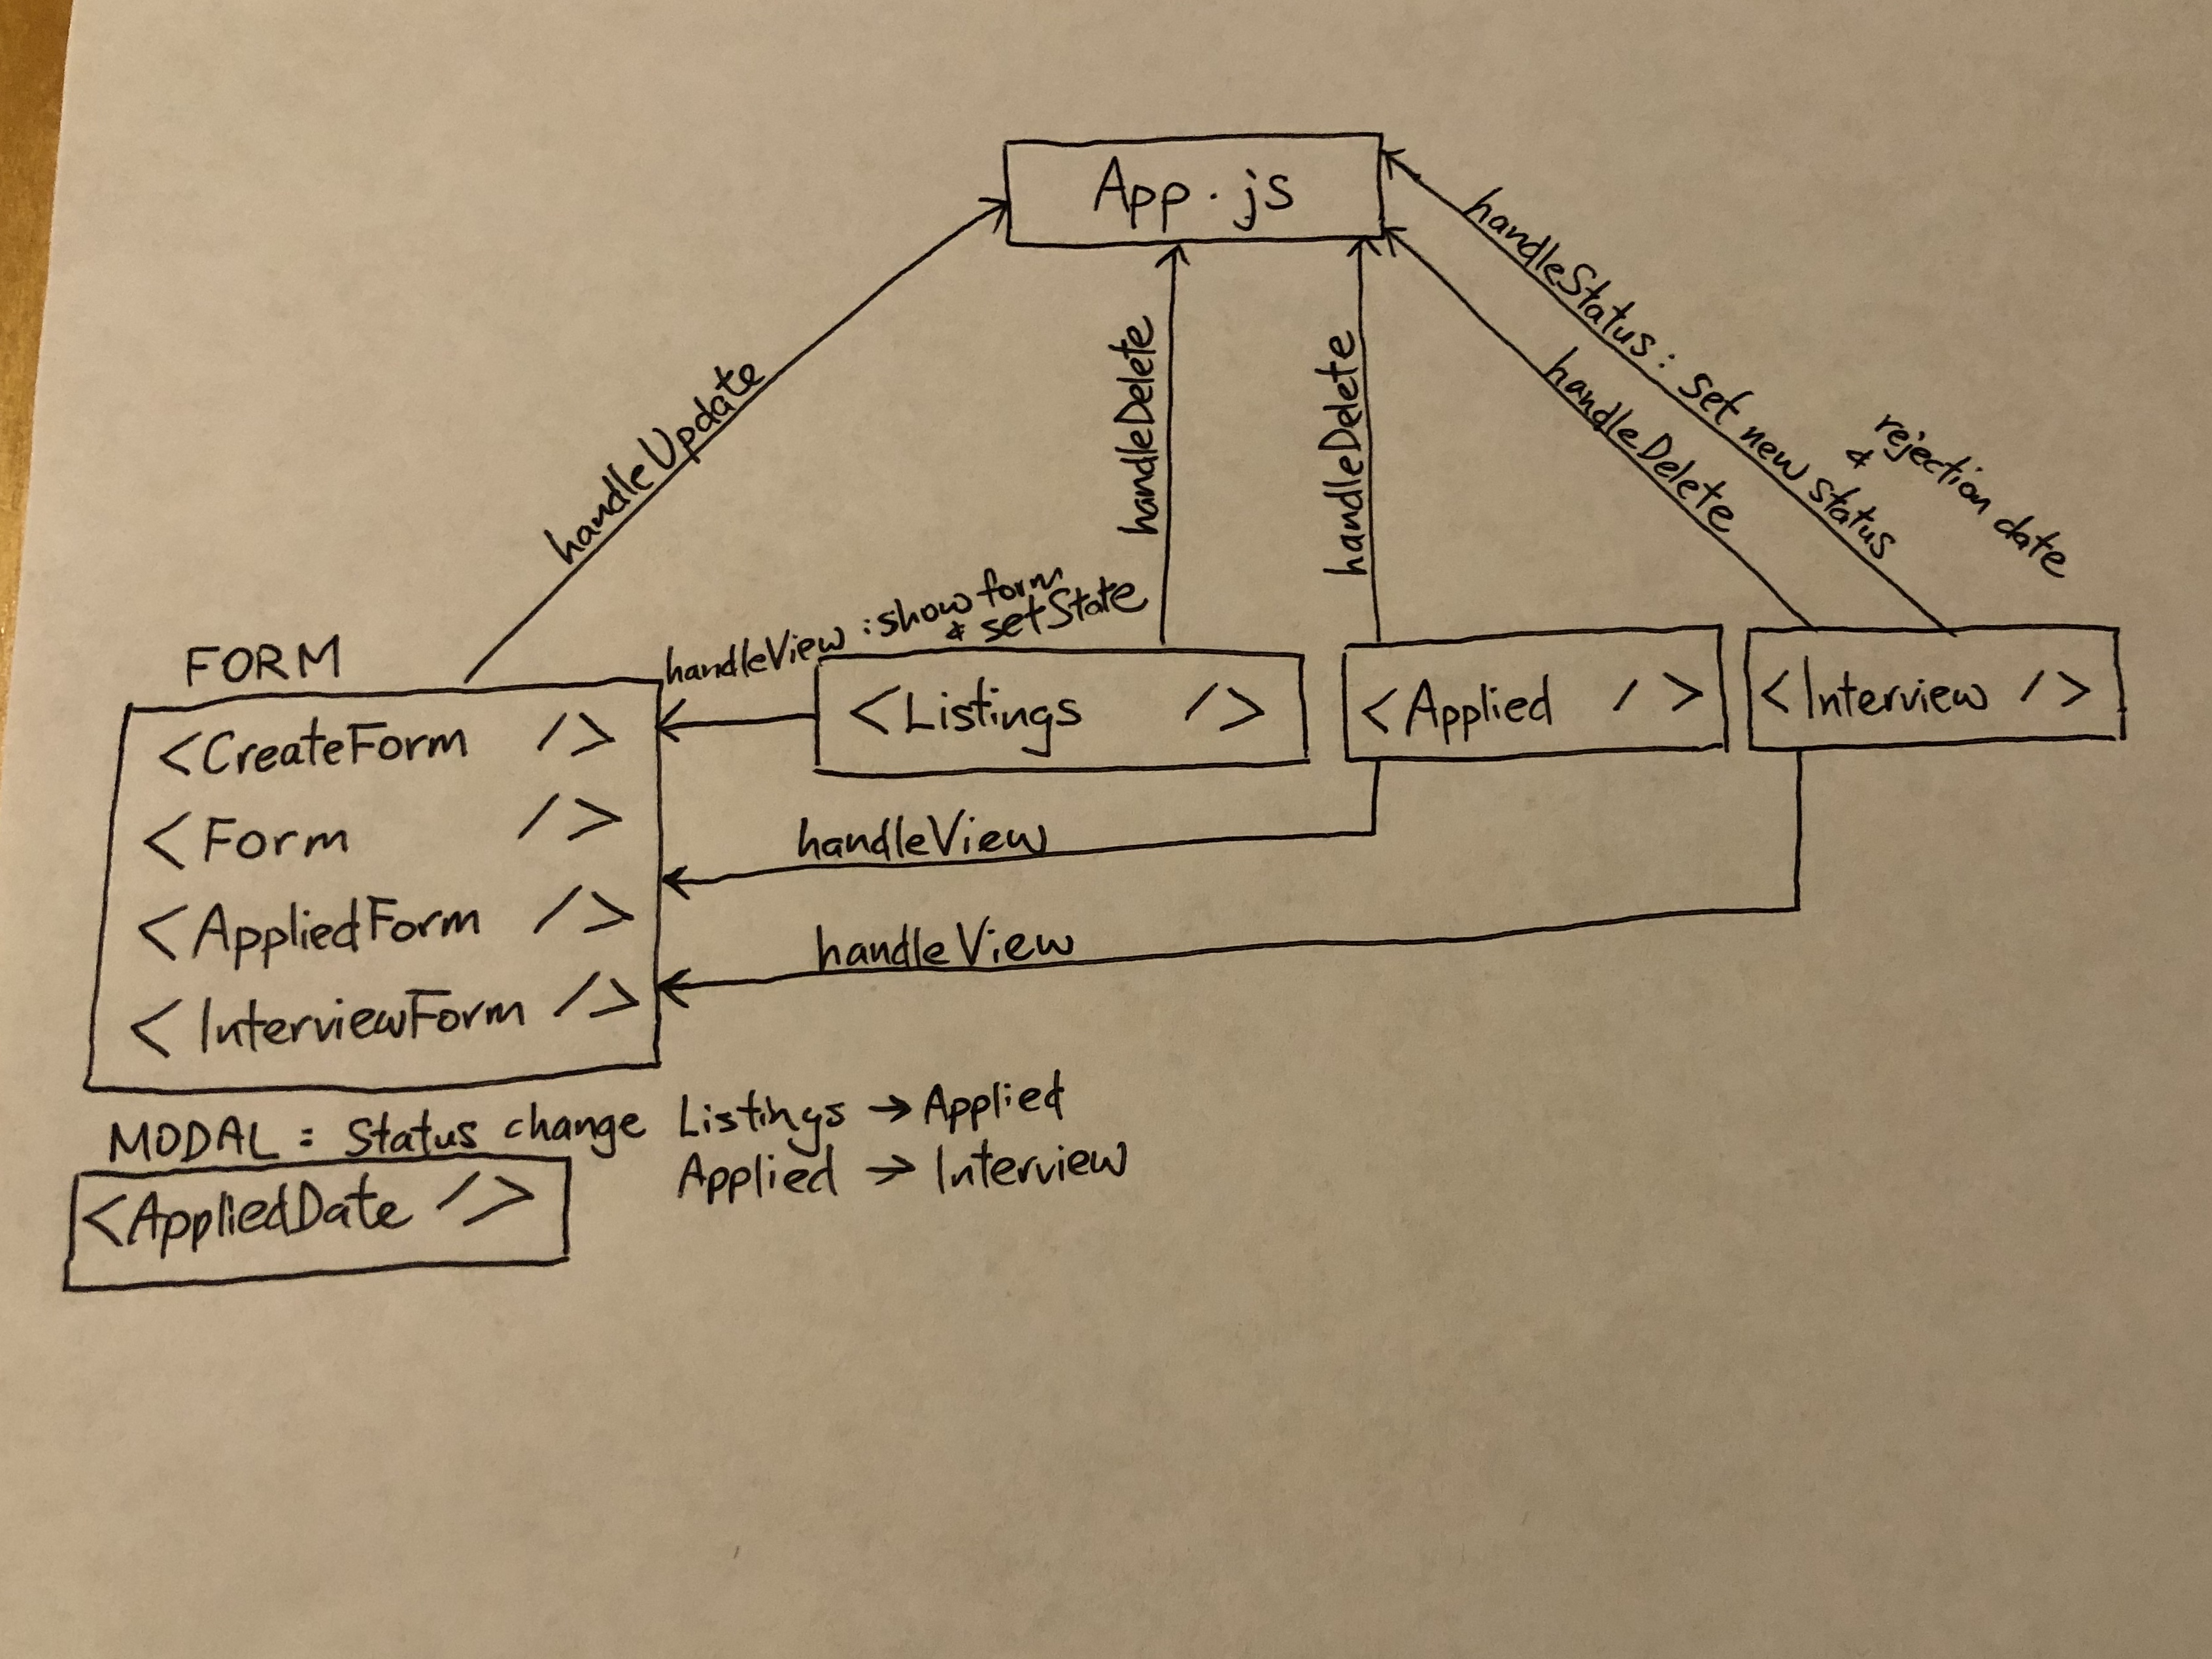 App.js
handleStatus: set new status
& rejection date
handleDelete
handleDelete
handleDelete
handleUpdate
handleView: show form
& setState
FORM
<CreateForm />
<Form />
<AppliedForm />
<InterviewForm />
<Listings />
<Applied />
<Interview />
handleView
handleView
MODAL = Status change Listings → Applied
Applied → Interview
<AppliedDate />